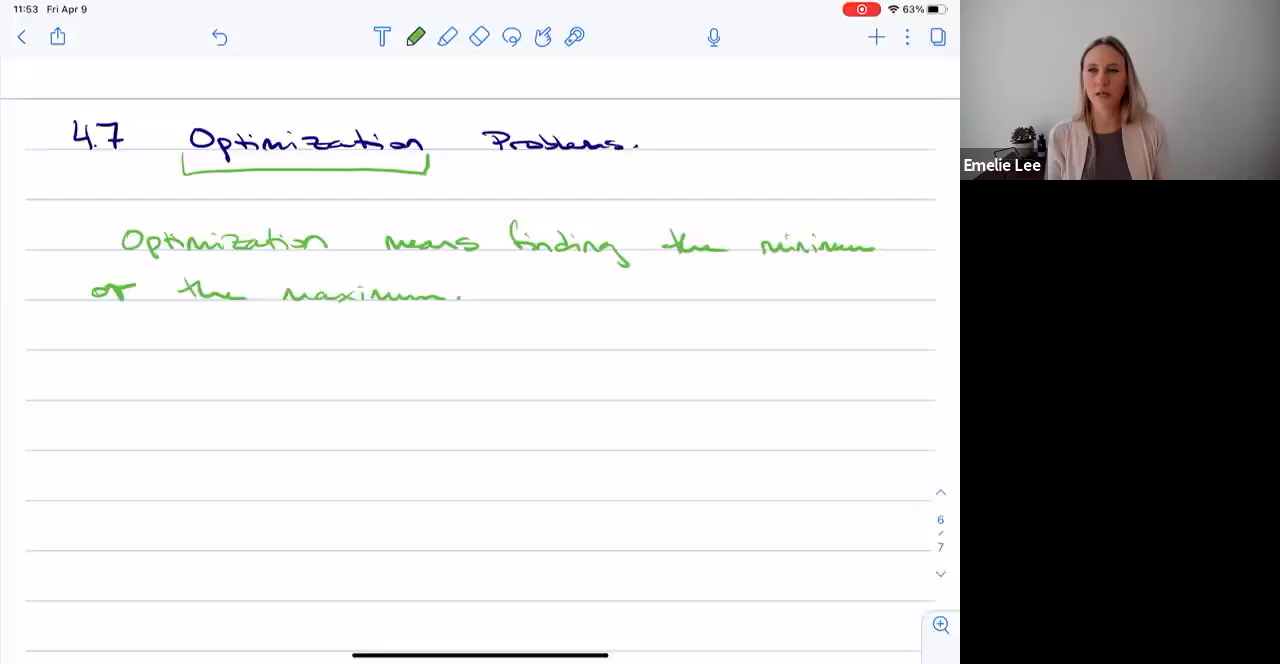 11:53 Fri Apr 9
63%
T
4.7 Optimization Problems.
Emelie Lee
Optimization means finding the minimum
or the maximum.
6
/
7